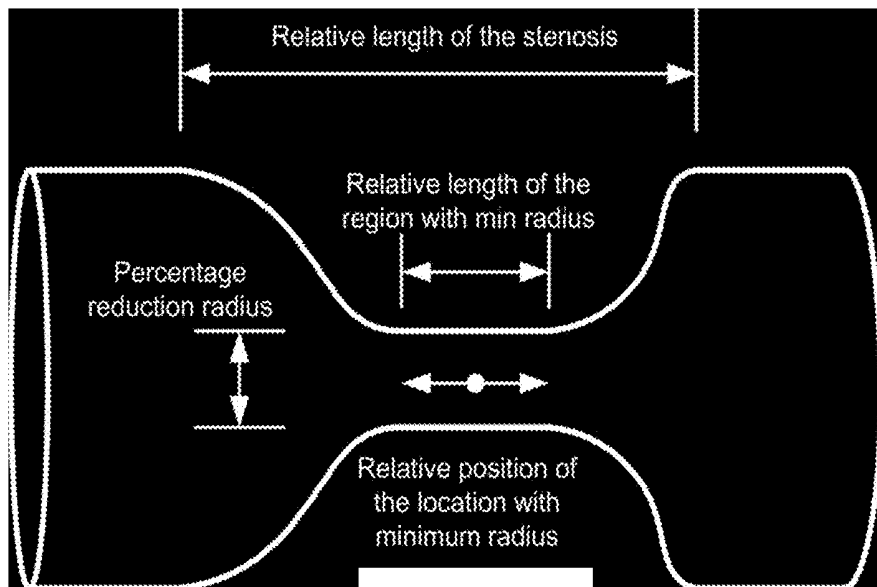 Relative length of the stenosis
Relative length of the
region with min radius
Percentage
reduction radius
Relative position of
the location with
minimum radius